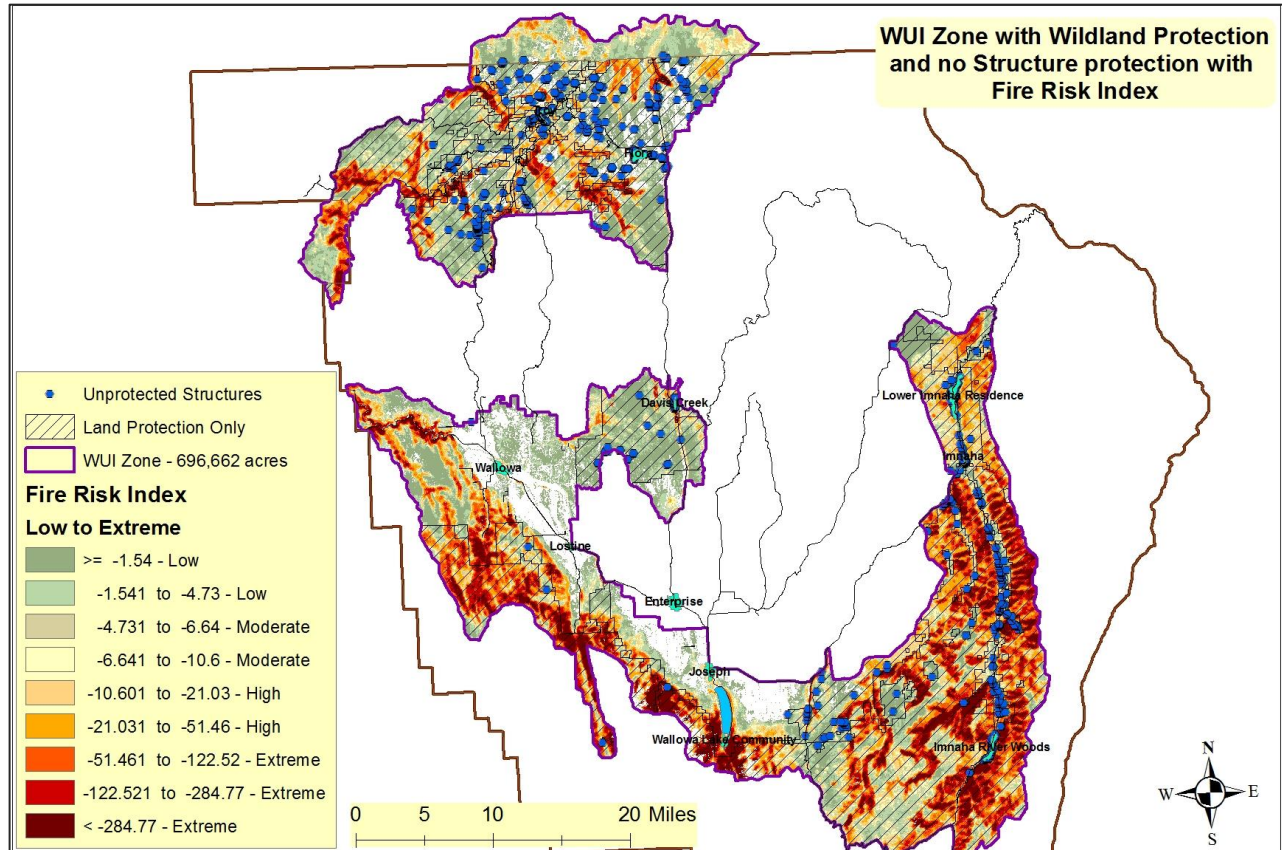 WUI Zone with Wildland Protection
and no Structure protection with
Fire Risk Index
Flora
Davis Creek
Lower Imnaha Residence
Imnaha
Wallowa
Lostine
Enterprise
Joseph
Wallowa Lake Community
Imnaha River Woods
Unprotected Structures
Land Protection Only
WUI Zone - 696,662 acres
Fire Risk Index
Low to Extreme
>= -1.54 - Low
-1.541 to -4.73 - Low
-4.731 to -6.64 - Moderate
-6.641 to -10.6 - Moderate
-10.601 to -21.03 - High
-21.031 to -51.46 - High
-51.461 to -122.52 - Extreme
-122.521 to -284.77 - Extreme
< -284.77 - Extreme
0 5 10 20 Miles
N
W E
S